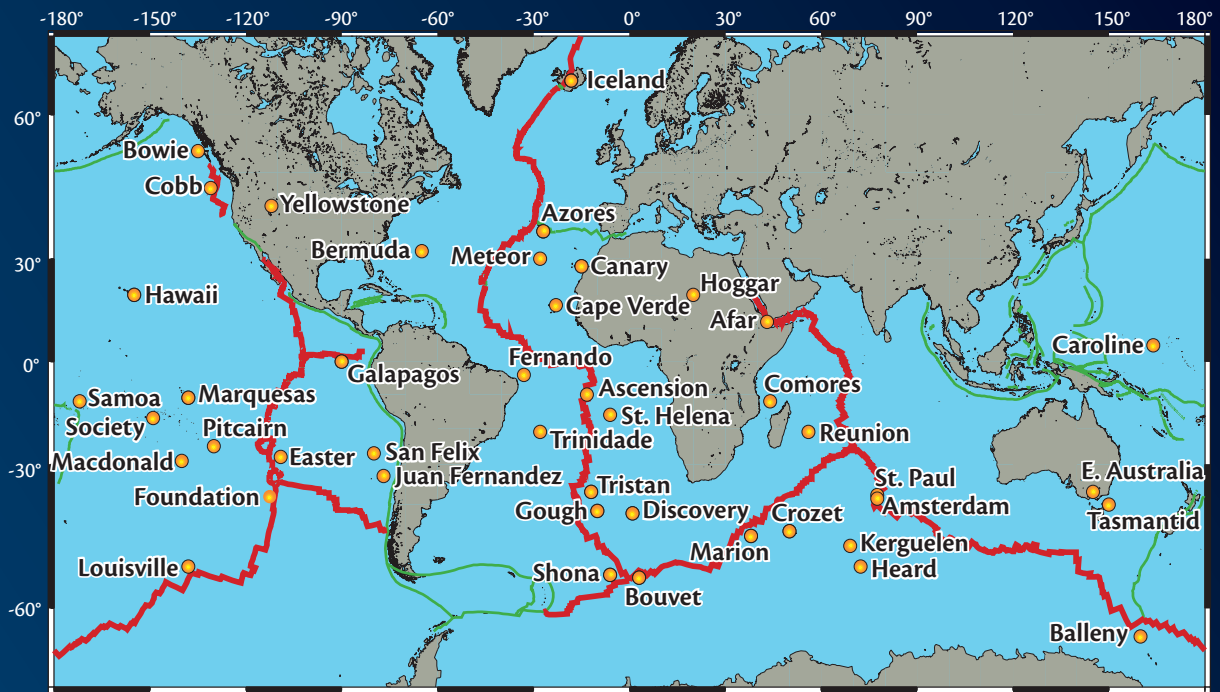 -180° -150° -120° -90° -60° -30° 0° 30° 60° 90° 120° 150° 180°
Iceland
60°
Bowie
Cobb
Yellowstone
Azores
Bermuda
Meteor
Canary
30°
Hoggar
Hawaii
Cape Verde
Afar
Caroline
Fernando
0°
Galapagos
Comores
Ascension
Samoa
Marquesas
St. Helena
Society
Pitcairn
Trinidade
Reunion
San Felix
Easter
Macdonald
-30°
E. Australia
Juan Fernandez
St. Paul
Tristan
Foundation
Amsterdam
Gough
Discovery
Crozet
Tasmantid
Kerguelen
Marion
Louisville
Shona
Heard
Bouvet
-60°
Balleny